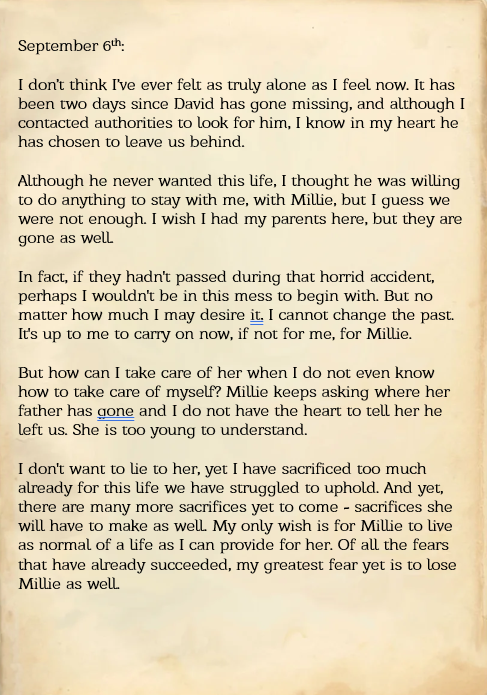 September 6th:
I don't think I've ever felt as truly alone as I feel now. It has
been two days since David has gone missing, and although I
contacted authorities to look for him, I know in my heart he
has chosen to leave us behind.
Although he never wanted this life, I thought he was willing
to do anything to stay with me, with Millie, but I guess we
were not enough. I wish I had my parents here, but they are
gone as well.
In fact, if they hadn't passed during that horrid accident,
perhaps I wouldn't be in this mess to begin with. But no
matter how much I may desire it. I cannot change the past.
It's up to me to carry on now, if not for me, for Millie.
But how can I take care of her when I do not even know
how to take care of myself? Millie keeps asking where her
father has gone and I do not have the heart to tell her he
left us. She is too young to understand.
I don't want to lie to her, yet I have sacrificed too much
already for this life we have struggled to uphold. And yet,
there are many more sacrifices yet to come - sacrifices she
will have to make as well. My only wish is for Millie to live
as normal of a life as I can provide for her. Of all the fears
that have already succeeded, my greatest fear yet is to lose
Millie as well.